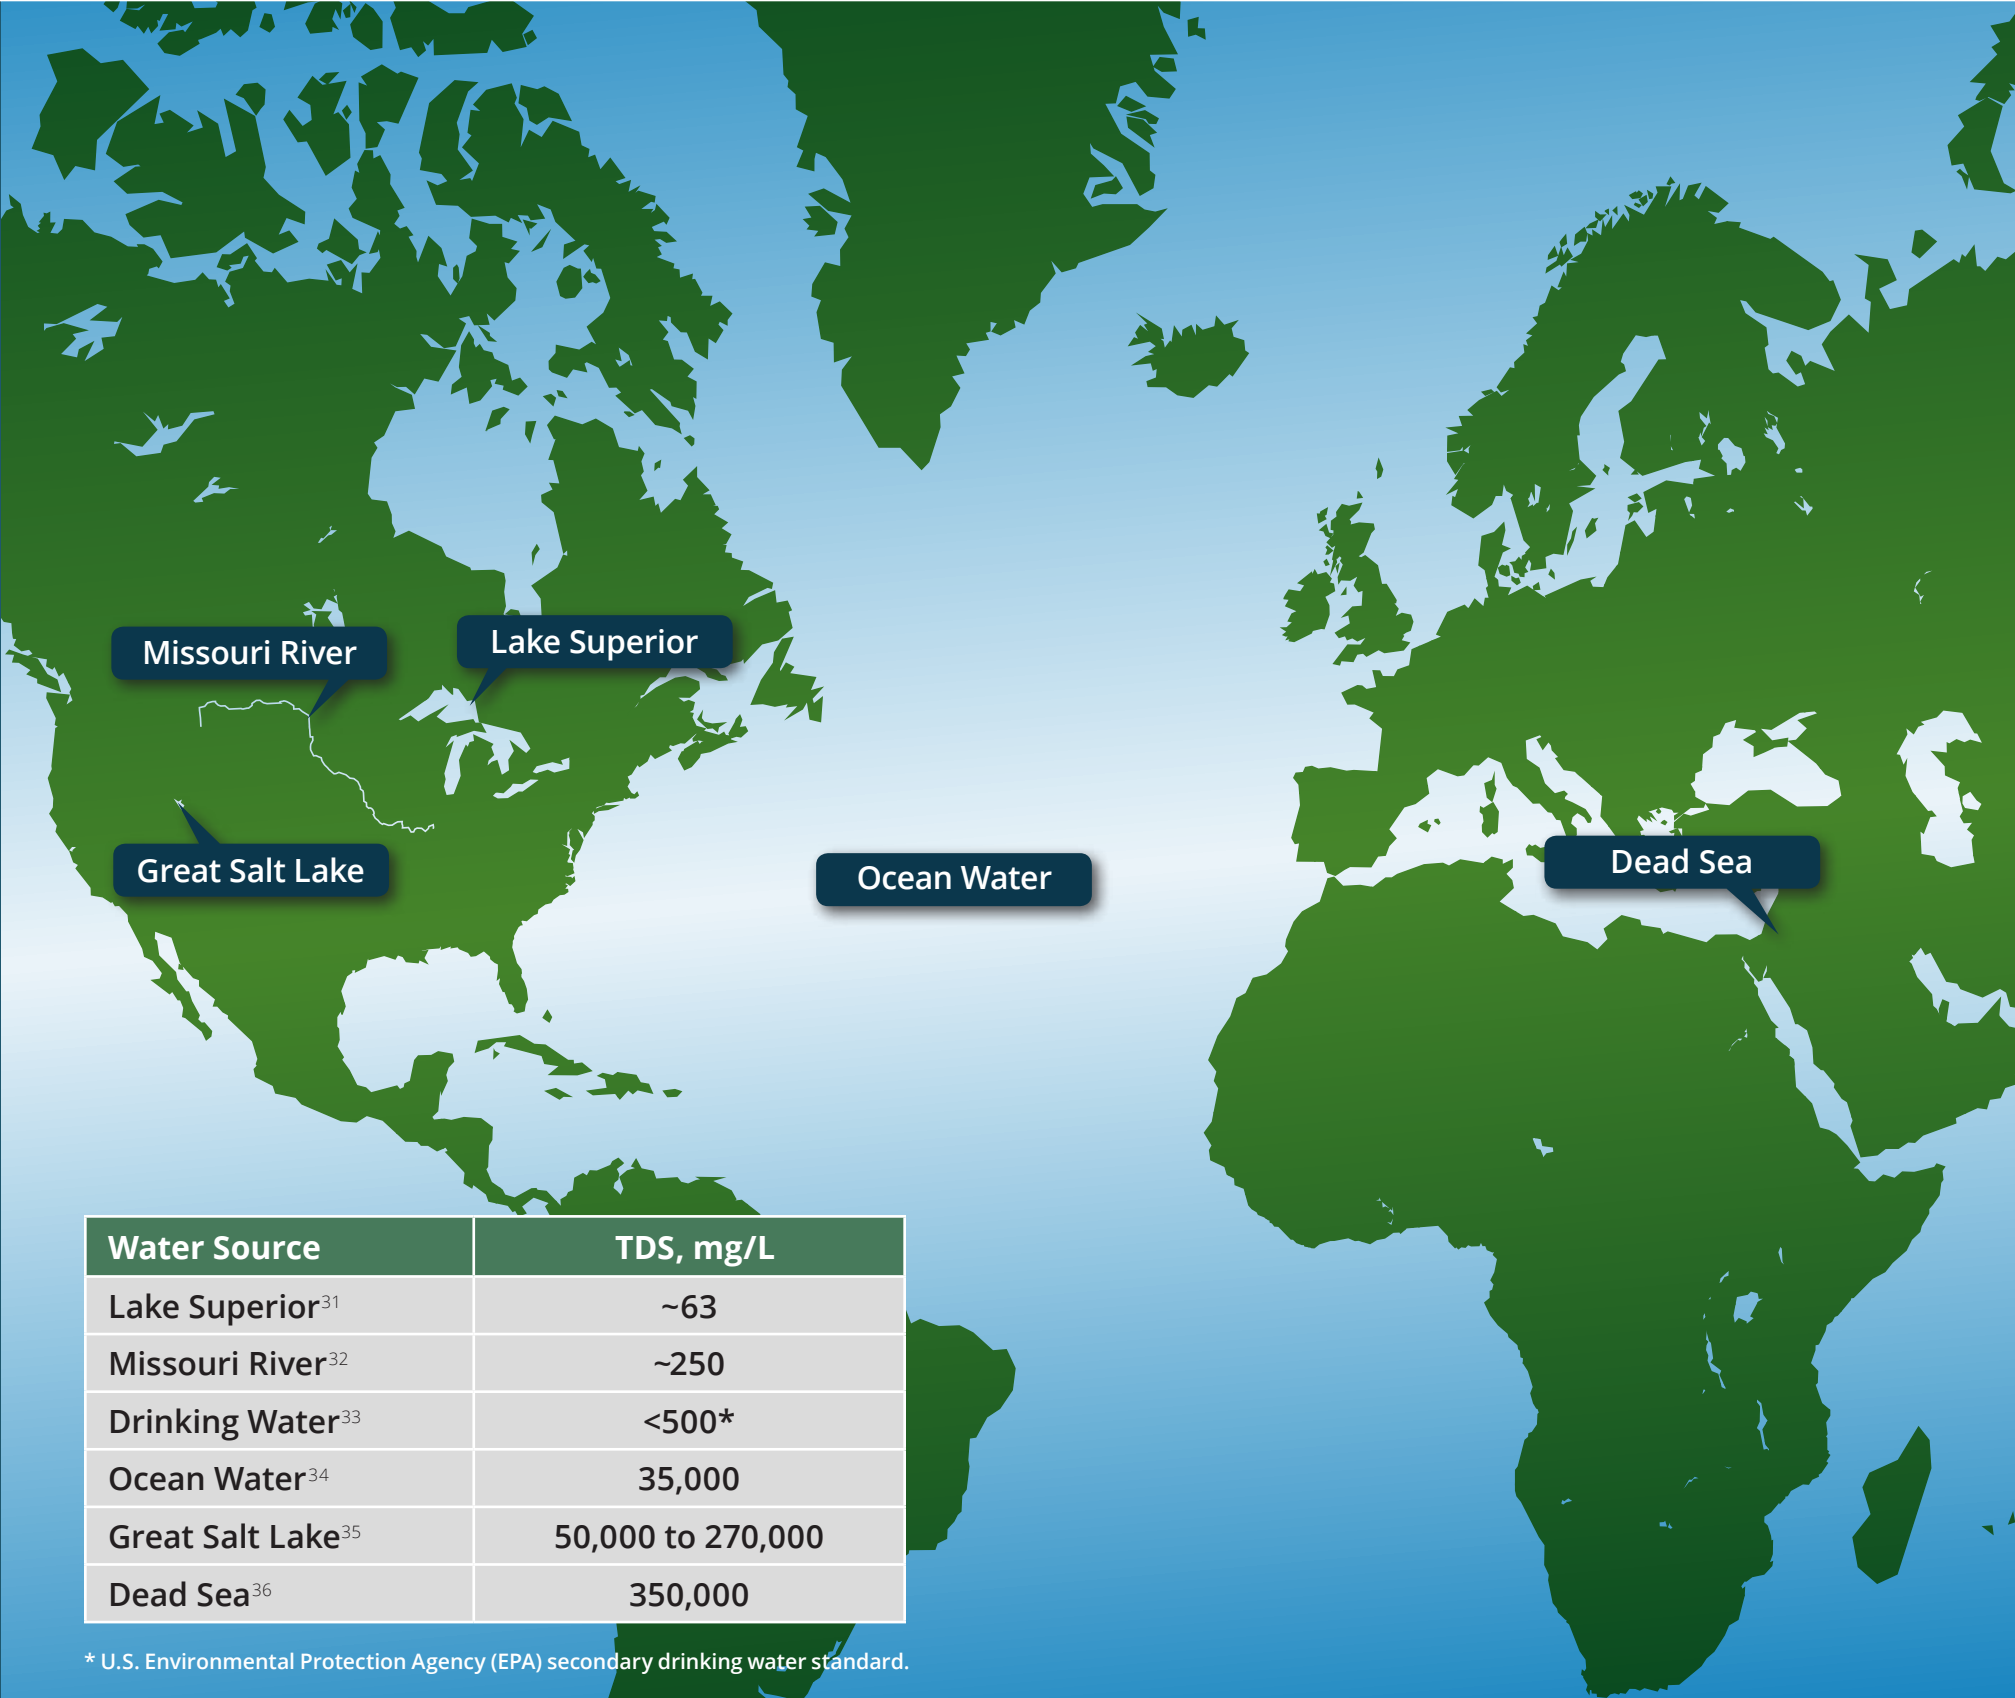 Missouri River
Lake Superior
Great Salt Lake
Ocean Water
Dead Sea
Water Source TDS, mg/L
Lake Superior31 ~63
Missouri River32 ~250
Drinking Water33 <500*
Ocean Water34 35,000
Great Salt Lake35 50,000 to 270,000
Dead Sea36 350,000
* U.S. Environmental Protection Agency (EPA) secondary drinking water standard.